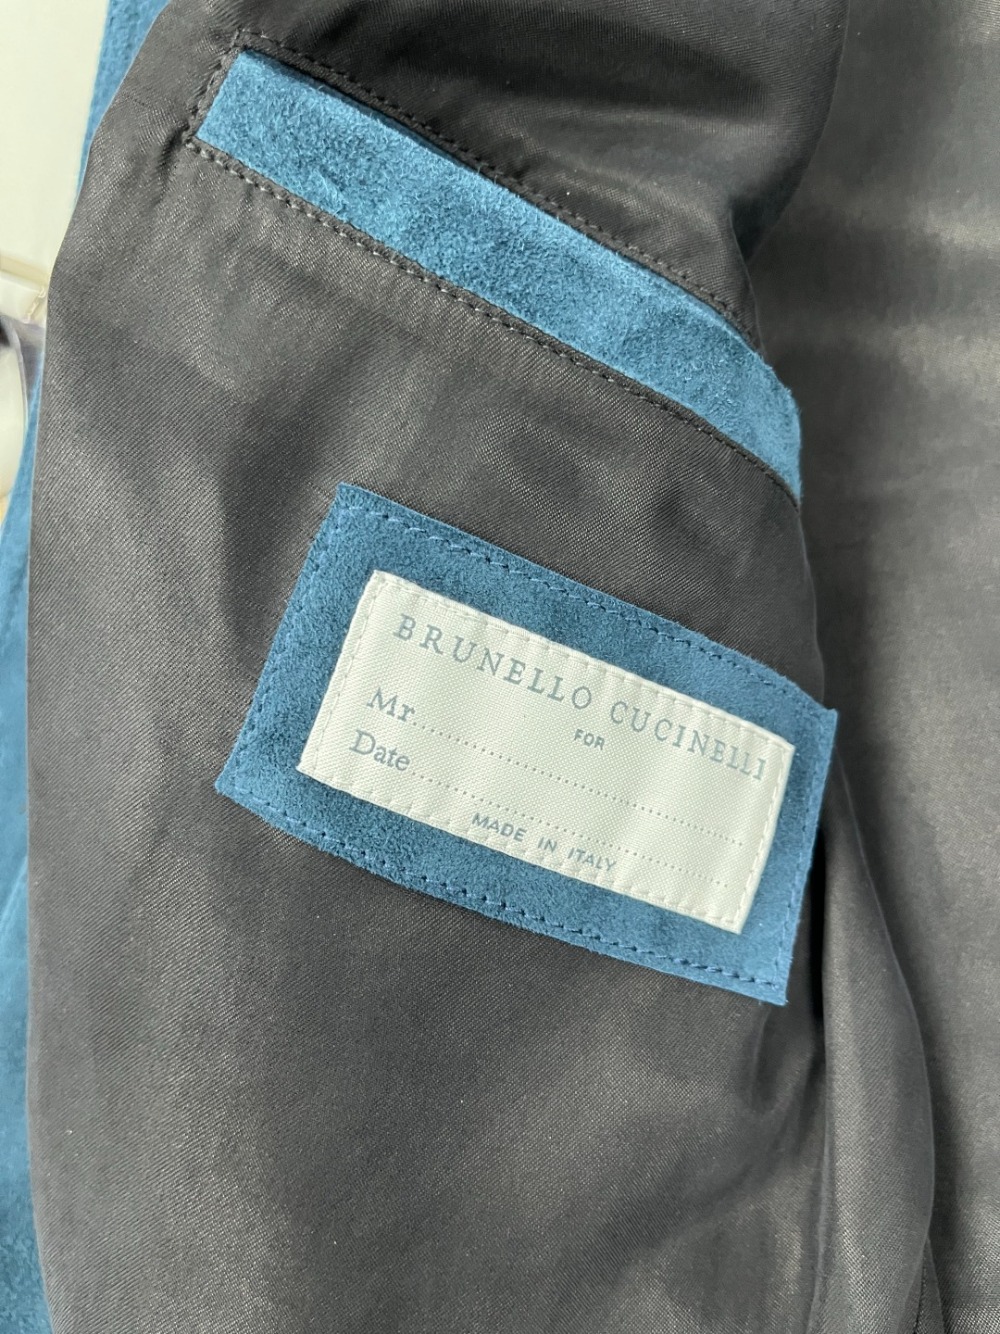 BRUNELLO CUCINELLI
FOR
Mr..............................
Date..............................
MADE IN ITALY